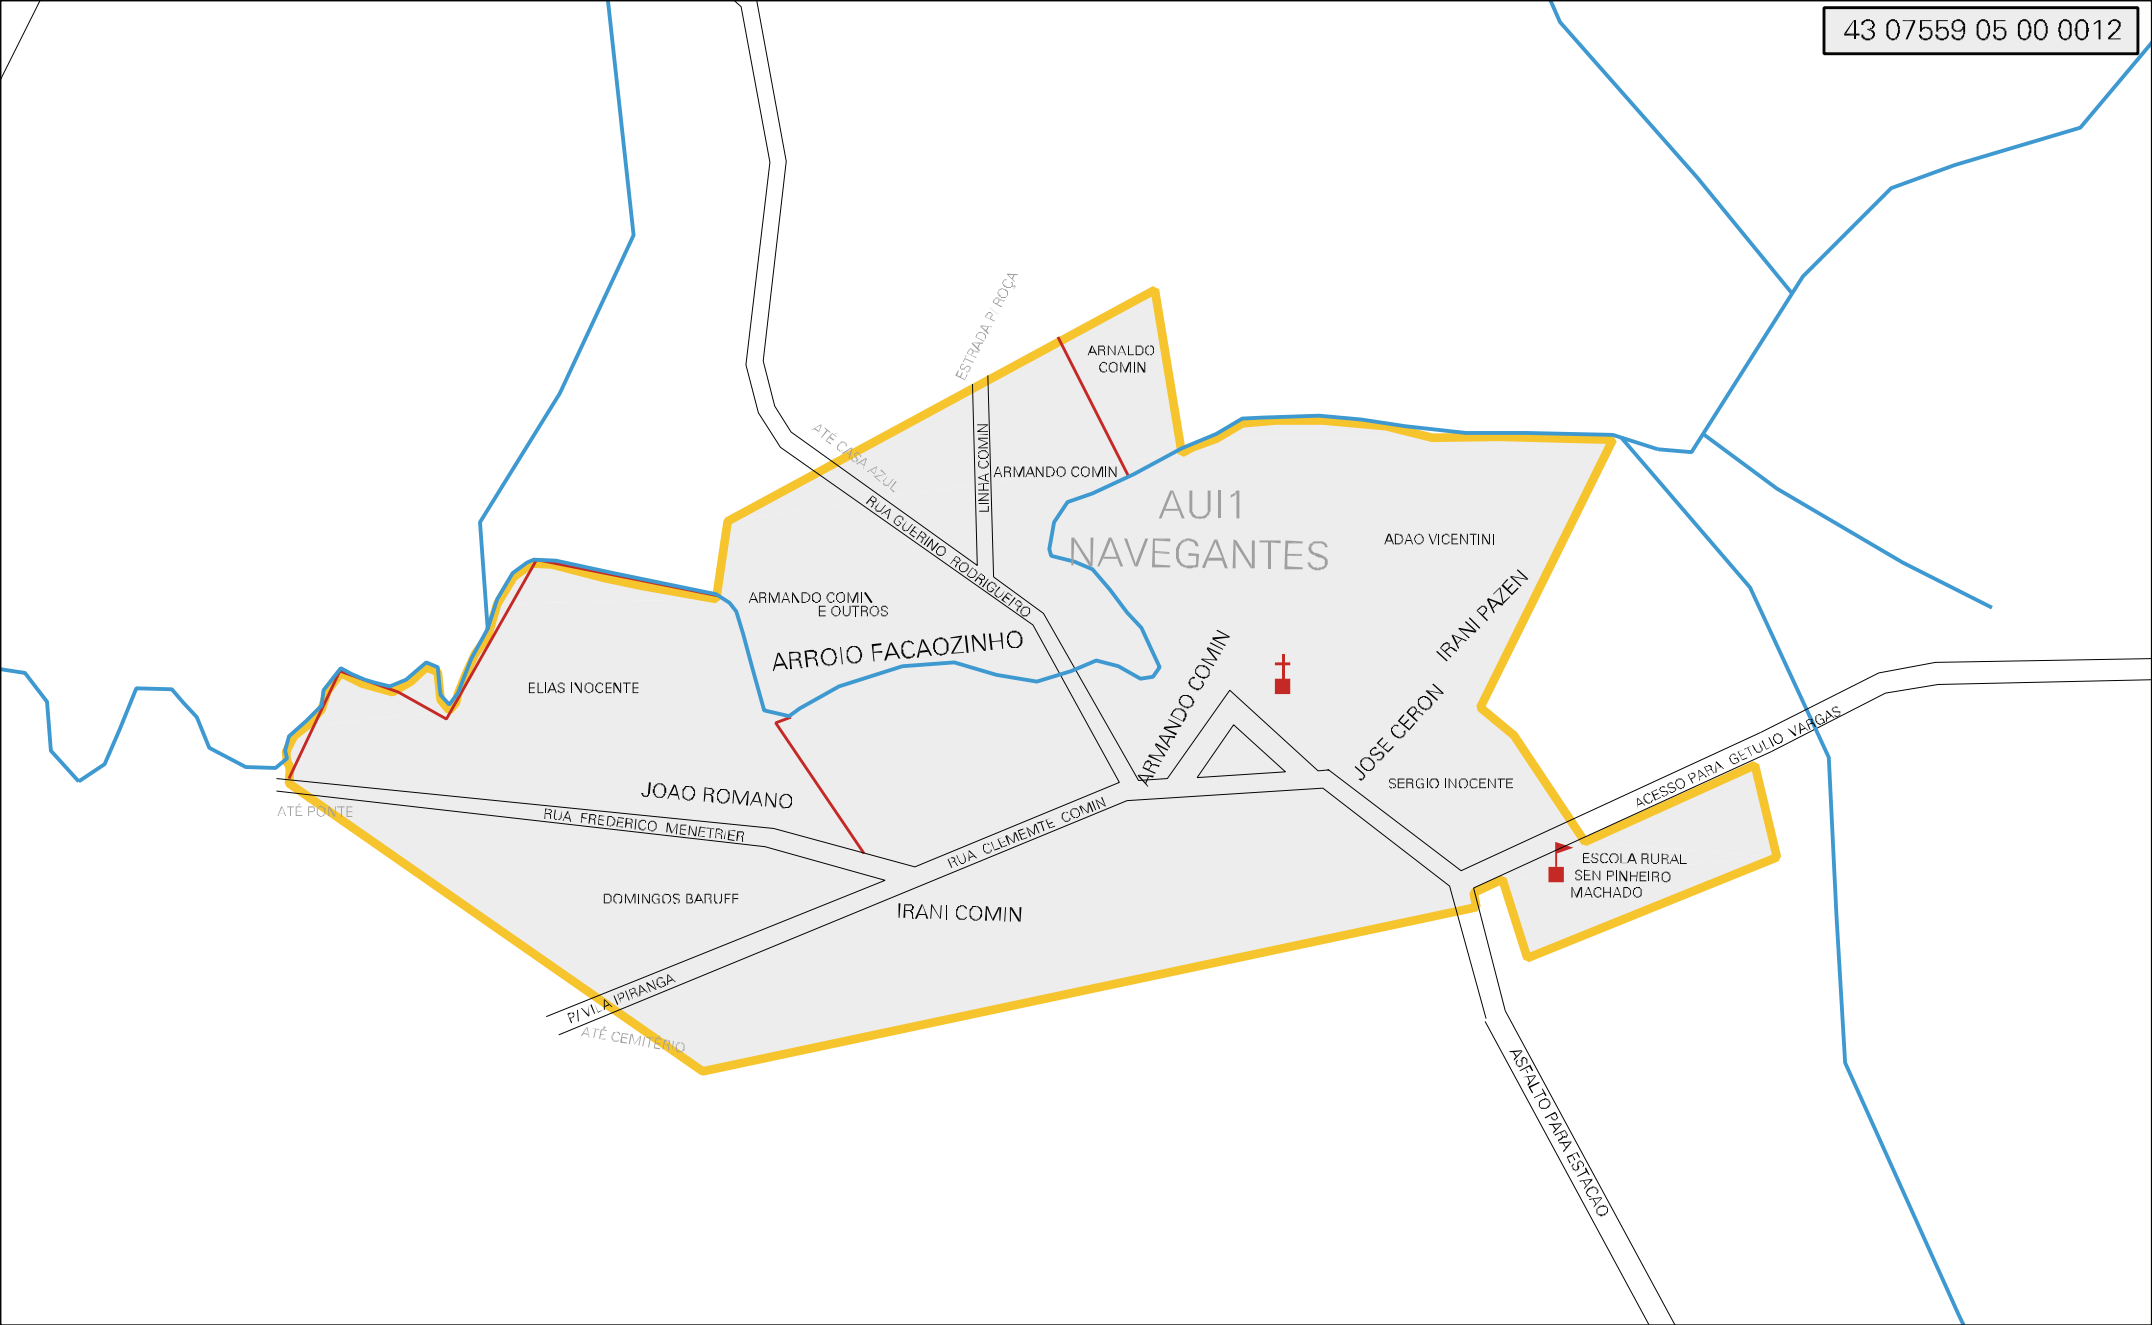 43 07559 05 00 0012
ESTRADA P/ ROÇA
ARNALDO
COMIN
ATÉ CASA AZUL
LINHA COMIN
ARMANDO COMIN
AUI1
NAVEGANTES
RUA GUERINO RODRIGUEIRO
ADAO VICENTINI
ARMANDO COMIN
E OUTROS
ARROIO FACAOZINHO
IRANI PAZEN
ARMANDO COMIN
ELIAS INOCENTE
JOSE CERON
ACESSO PARA GETULIO VARGAS
SERGIO INOCENTE
JOAO ROMANO
ATÉ PONTE
RUA FREDERICO MENETRIER
RUA CLEMEMTE COMIN
ESCOLA RURAL
SEN PINHEIRO
MACHADO
DOMINGOS BARUFF
IRANI COMIN
P/ VILA IPIRANGA
ATÉ CEMITÉRIO
ASFALTO PARA ESTACAO